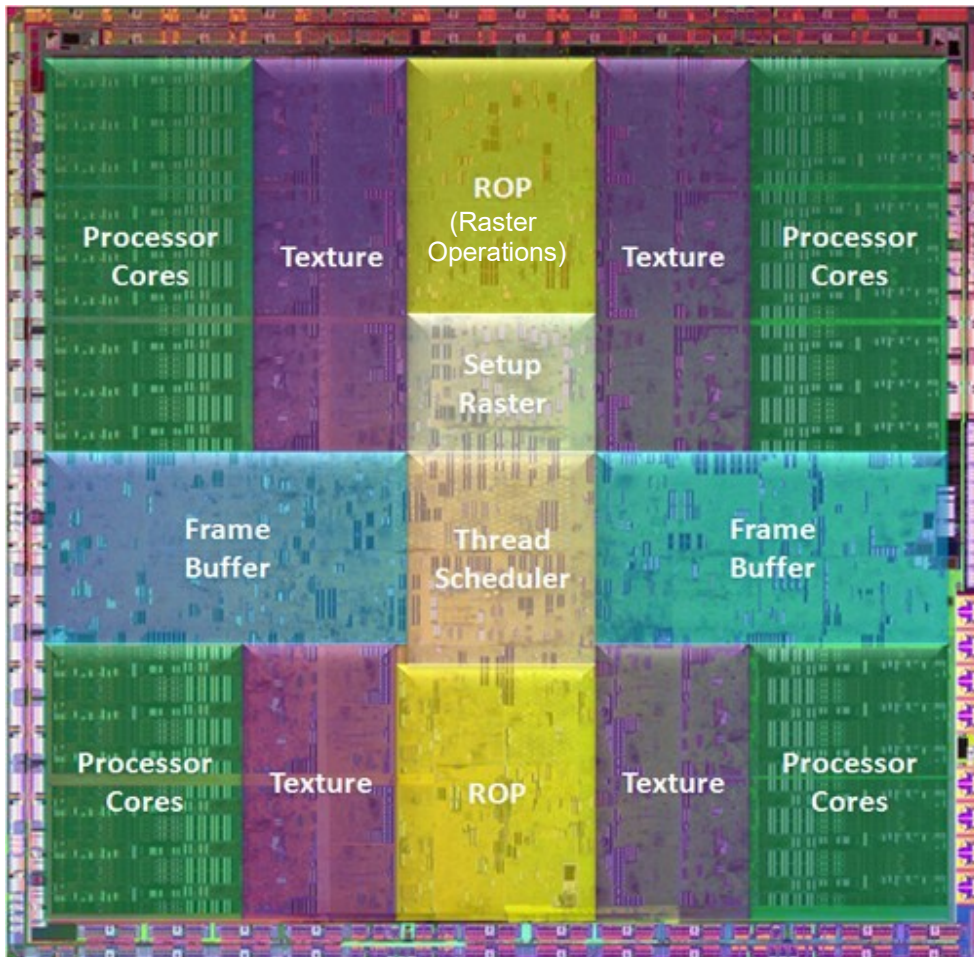 ROP
(Raster
Operations)
Processor
Cores
Texture
Texture
Processor
Cores
Setup
Raster
Frame
Buffer
Thread
Scheduler
Frame
Buffer
Processor
Cores
Texture
ROP
Texture
Processor
Cores